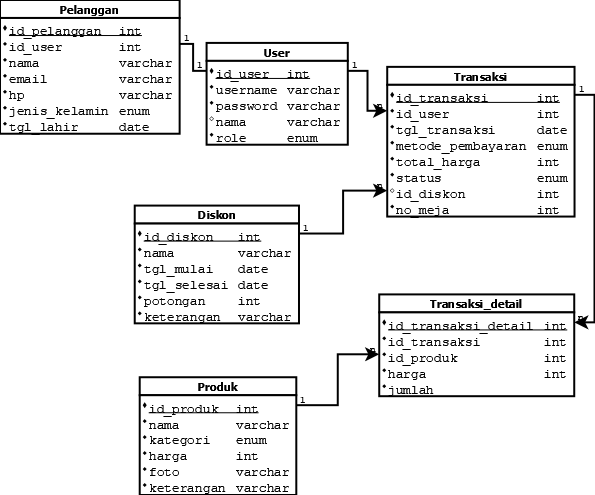 Pelanggan
id_pelanggan int
id_user int
nama varchar
email varchar
hp varchar
jenis_kelamin enum
tgl_lahir date
1
1
User
id_user int
username varchar
password varchar
nama varchar
role enum
1
n
Transaksi
id_transaksi int
id_user int
tgl_transaksi date
metode_pembayaran enum
total_harga int
status enum
id_diskon int
no_meja int
1
n
Diskon
id_diskon int
nama varchar
tgl_mulai date
tgl_selesai date
potongan int
keterangan varchar
1
n
Transaksi_detail
id_transaksi_detail int
id_transaksi int
id_produk int
harga int
jumlah
n
Produk
id_produk int
nama varchar
kategori enum
harga int
foto varchar
keterangan varchar
1